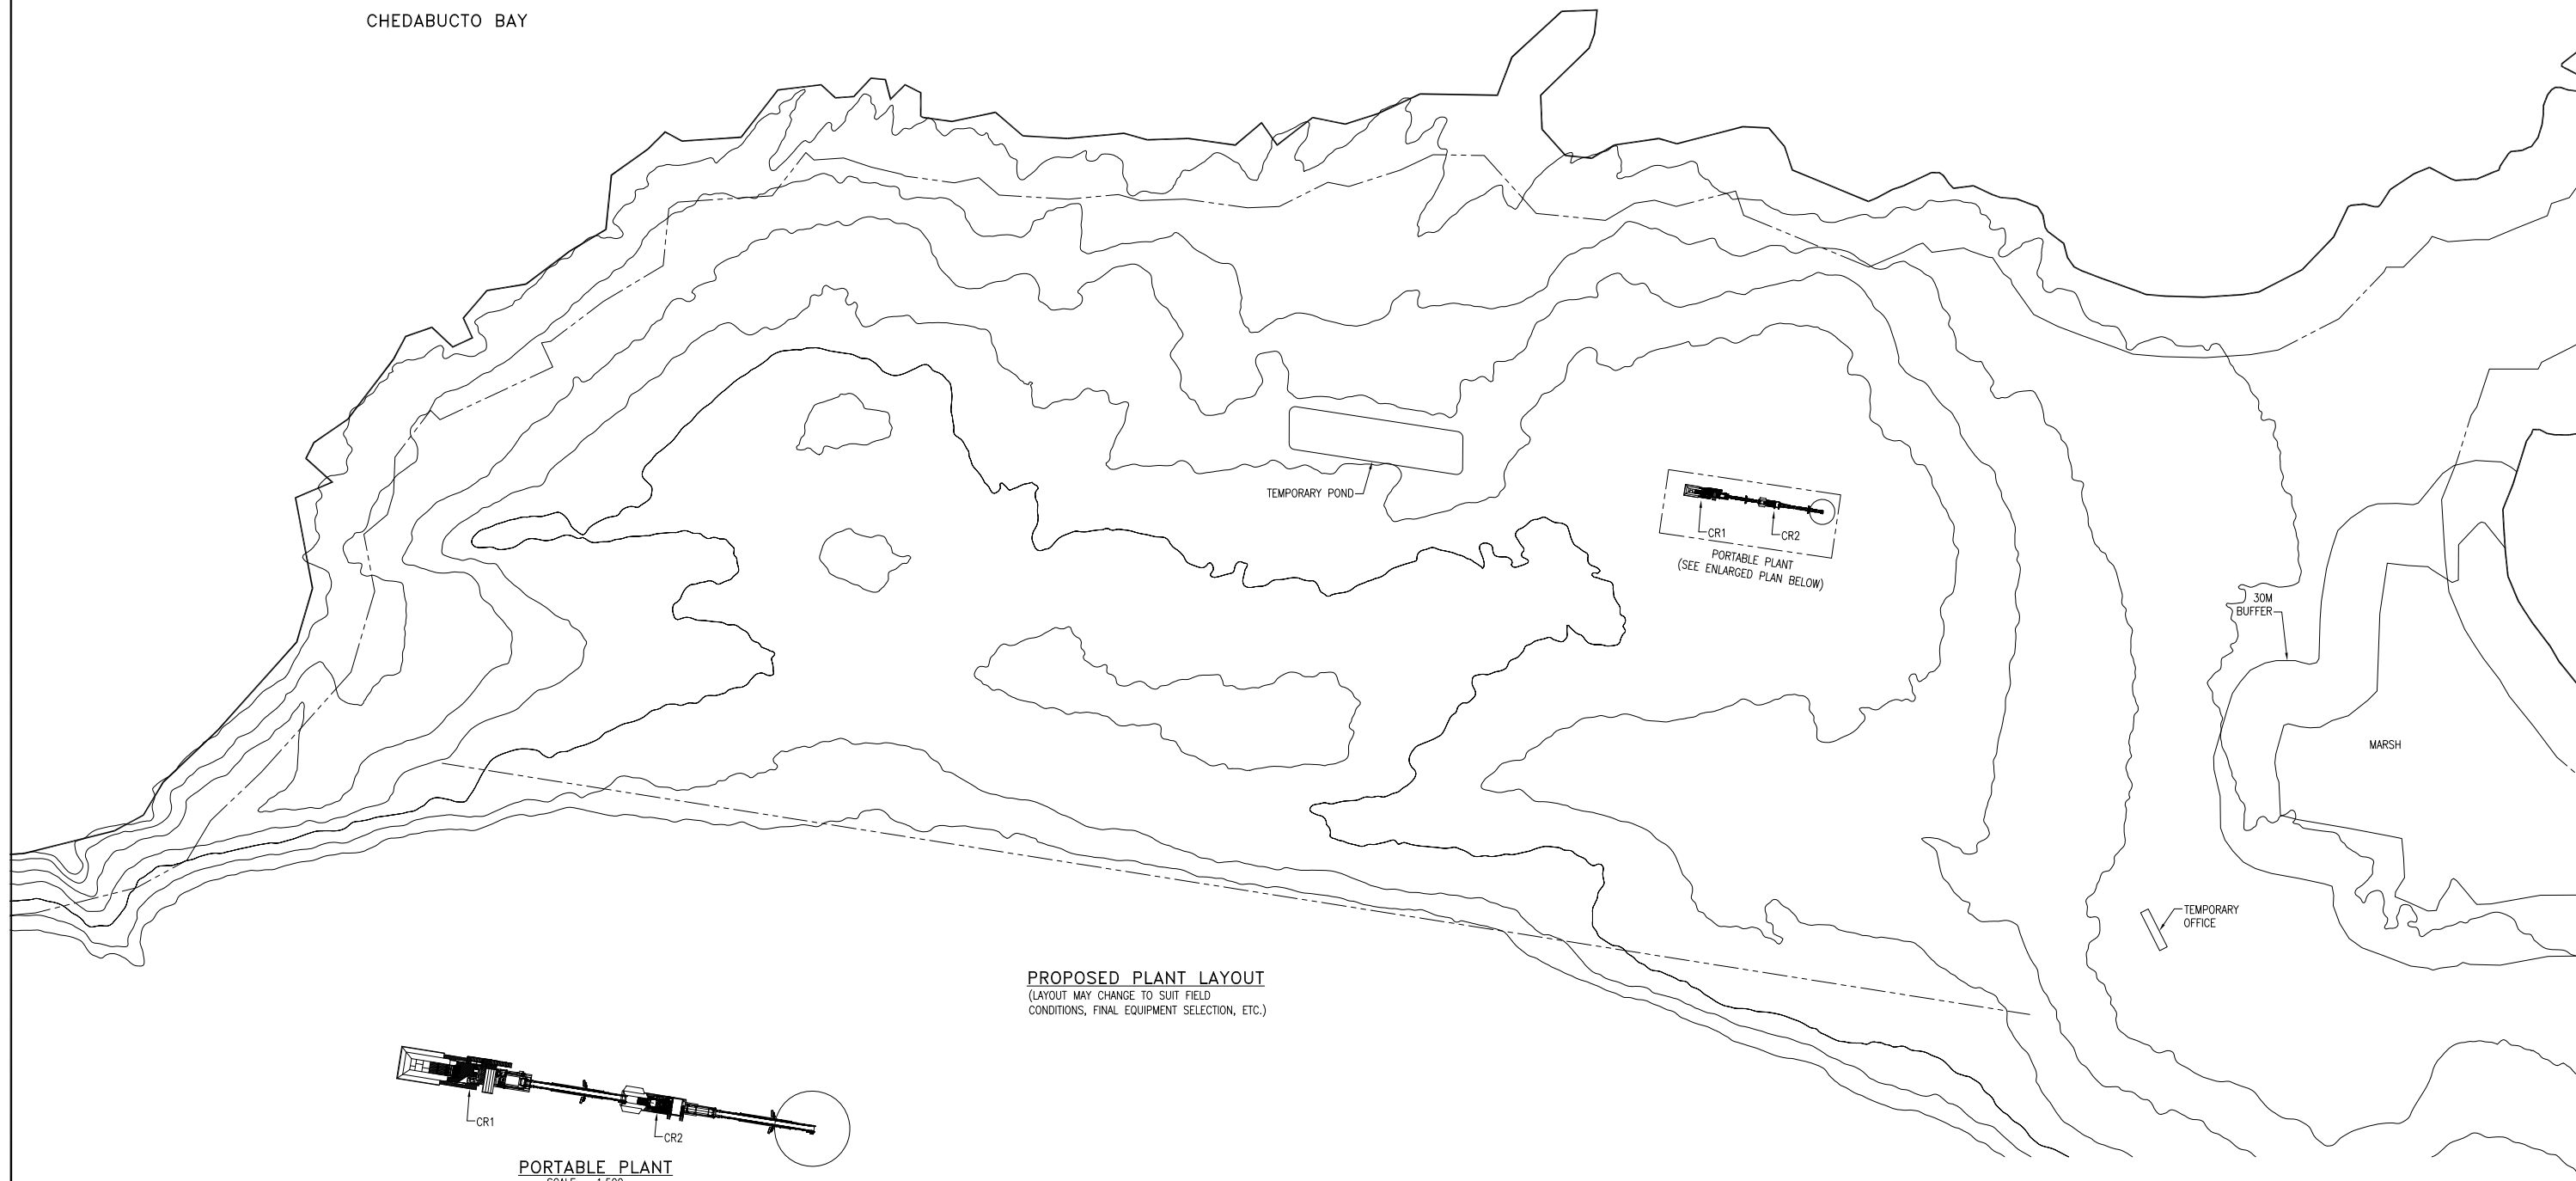 CHEDABUCTO BAY
TEMPORARY POND
CR1
CR2
PORTABLE PLANT
(SEE ENLARGED PLAN BELOW)
30M
BUFFER
MARSH
TEMPORARY
OFFICE
PROPOSED PLANT LAYOUT
(LAYOUT MAY CHANGE TO SUIT FIELD
CONDITIONS, FINAL EQUIPMENT SELECTION, ETC.)
CR1
CR2
PORTABLE PLANT